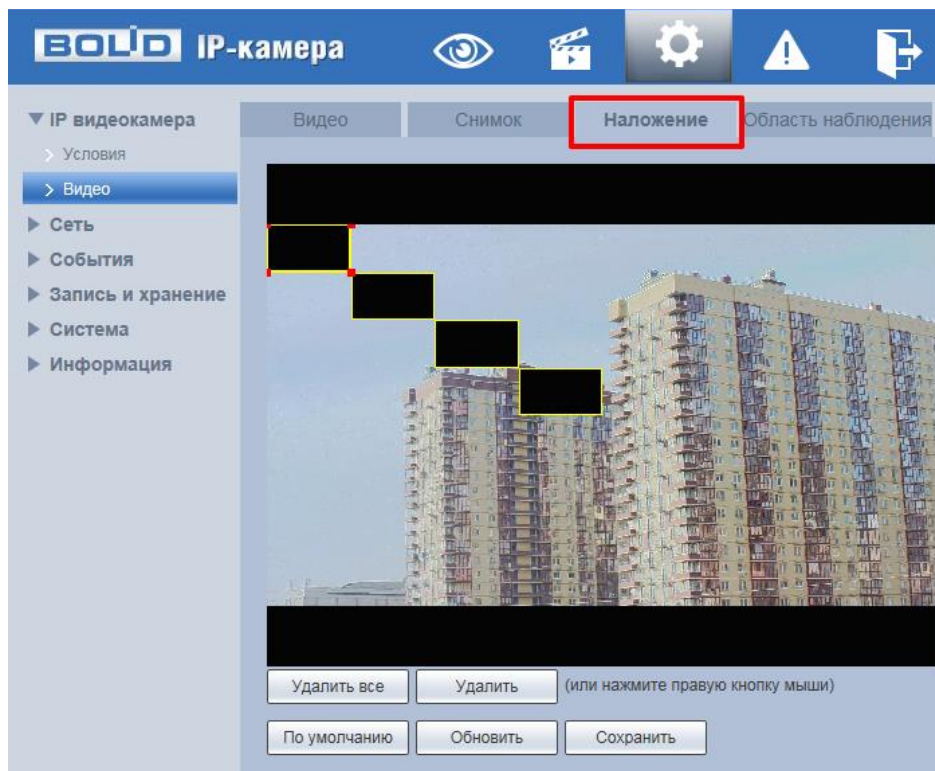 BOLID IP-камера
IP видеокамера
Условия
Видео
Сеть
События
Запись и хранение
Система
Информация
Видео Снимок Наложение Область наблюдения
Удалить все Удалить (или нажмите правую кнопку мыши)
По умолчанию Обновить Сохранить